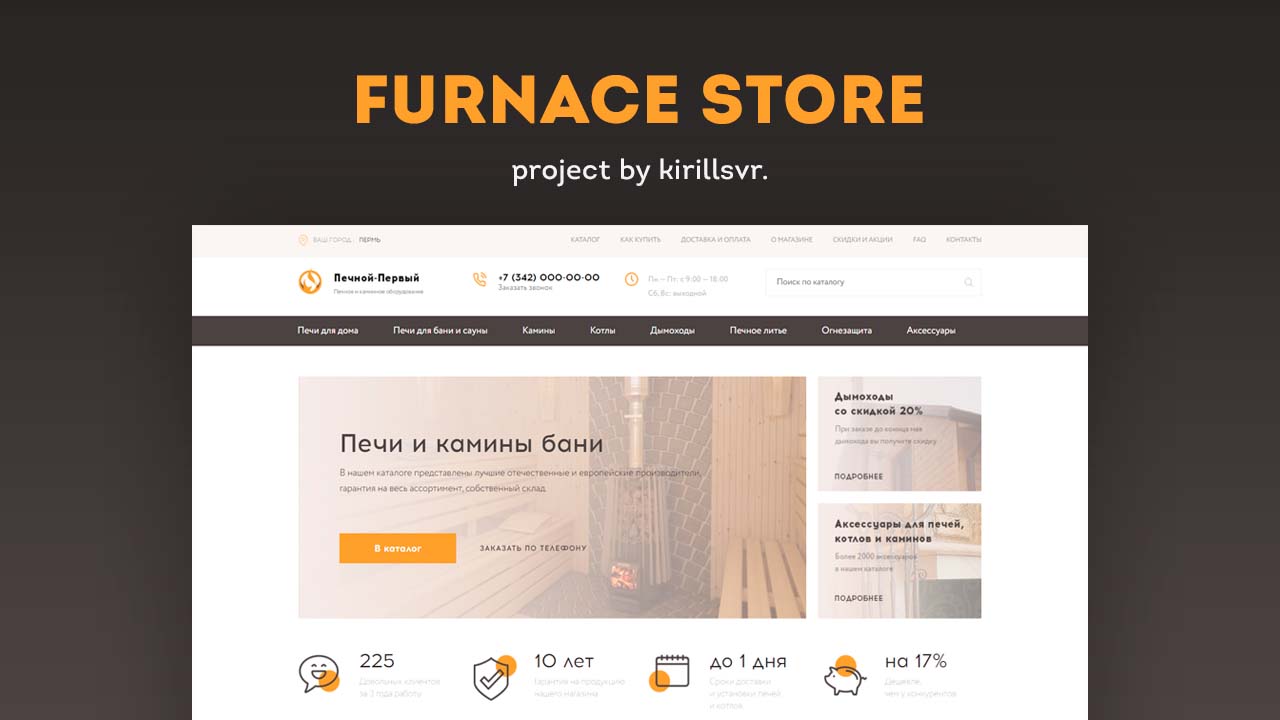 FURNACE STORE
project by kirillsvr.
ВАШ ГОРОД: ПЕРМЬ
КАТАЛОГ КАК КУПИТЬ ДОСТАВКА И ОПЛАТА О МАГАЗИНЕ СКИДКИ И АКЦИИ FAQ КОНТАКТЫ
Печной-Первый
Печное и каминное оборудование
+7 (342) 000-00-00
Заказать звонок
Пн. – Пт.: с 9:00 – 18:00
Сб, Вс: выходной
Поиск по каталогу
Печи для дома Печи для бани и сауны Камины Котлы Дымоходы Печное литье Огнезащита Аксессуары
Печи и камины бани
В нашем каталоге представлены лучшие отечественные и европейские производители,
гарантия на весь ассортимент, собственный склад.
В каталог ЗАКАЗАТЬ ПО ТЕЛЕФОНУ
Дымоходы
со скидкой 20%
При заказе до конца мая
дымохода вы получите скидку
ПОДРОБНЕЕ
Аксессуары для печей,
котлов и каминов
Более 2000 аксессуаров
в нашем каталоге
ПОДРОБНЕЕ
225
Довольных клиентов
за 3 года работу
10 лет
Гарантия на продукцию
нашего магазина
до 1 дня
Сроки доставки
и установки печей
и котлов
на 17%
Дешевле,
чем у конкурентов